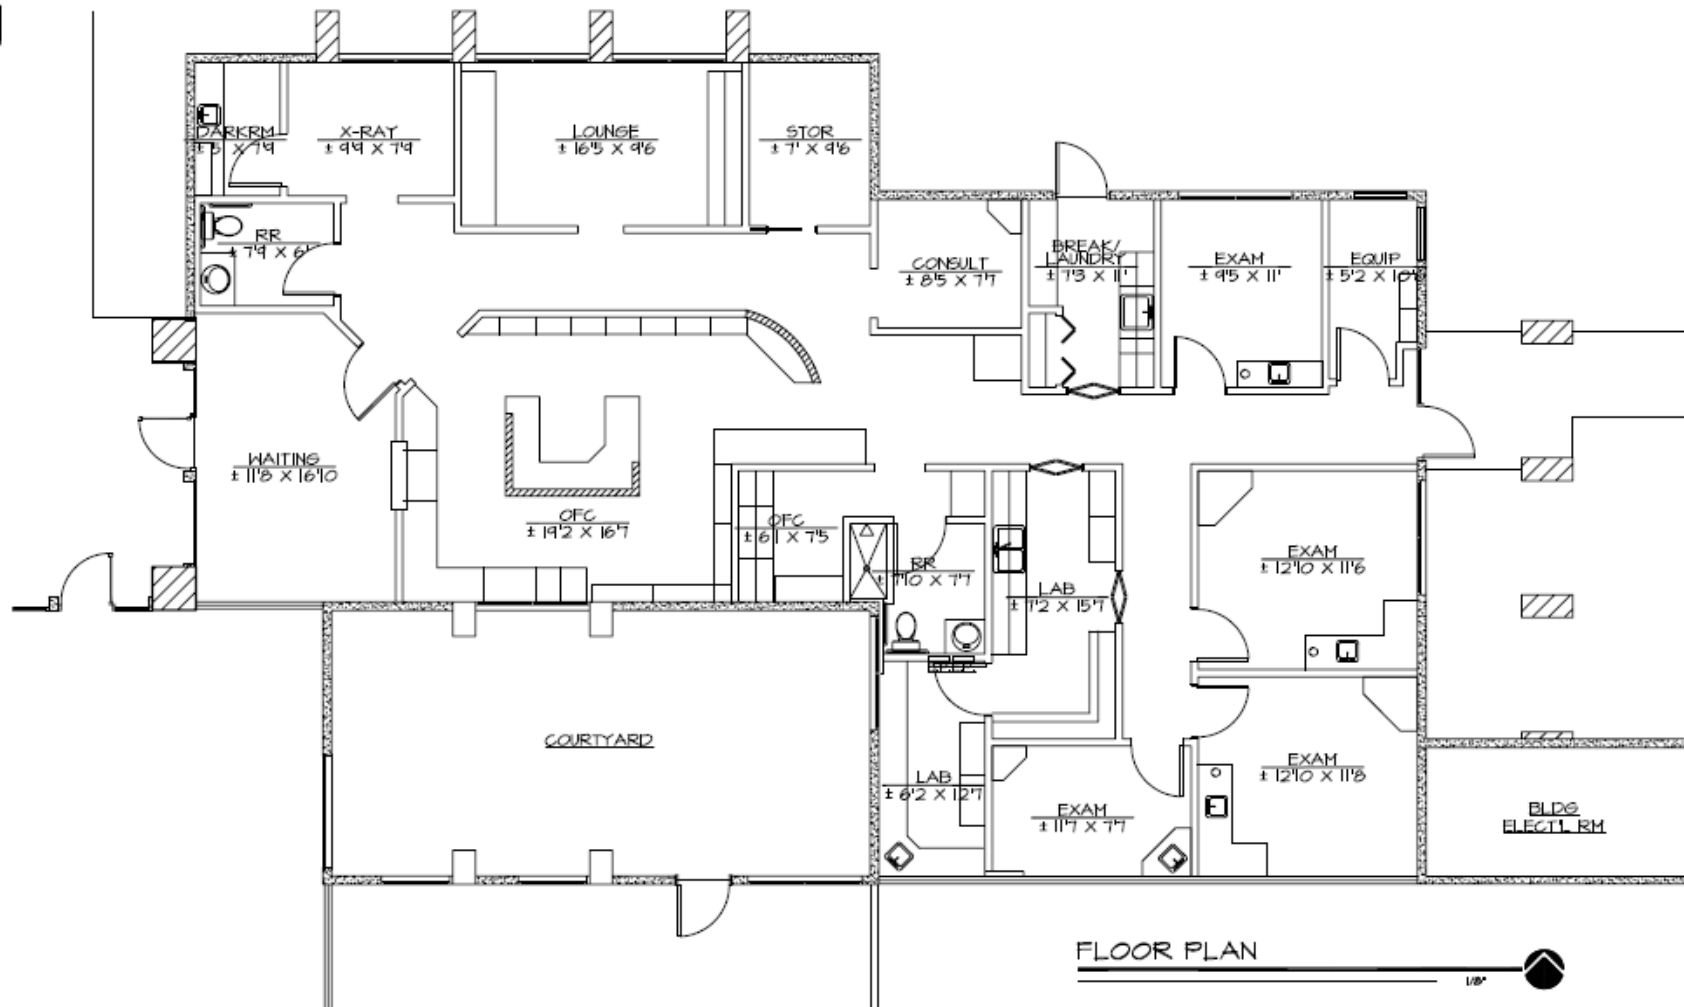 DARKRM
± 5' X 7'9
X-RAY
± 9'9 X 7'9
LOUNGE
± 16'5 X 9'6
STOR
± 7' X 9'6
RR
± 7'9 X 6'
CONSULT
± 8'5 X 7'7
BREAK/
LAUNDRY
± 7'3 X 11'
EXAM
± 9'5 X 11'
EQUIP
± 5'2 X
WAITING
± 11'8 X 16'10
OFC
± 19'2 X 16'7
OFC
± 6'1 X 7'5
RR
± 7'10 X 7'7
LAB
± 7'2 X 15'7
EXAM
± 12'10 X 11'6
COURTYARD
LAB
± 6'2 X 12'7
EXAM
± 11'7 X 7'7
EXAM
± 12'10 X 11'8
BLDG
ELECT'L RM
FLOOR PLAN
1/8"